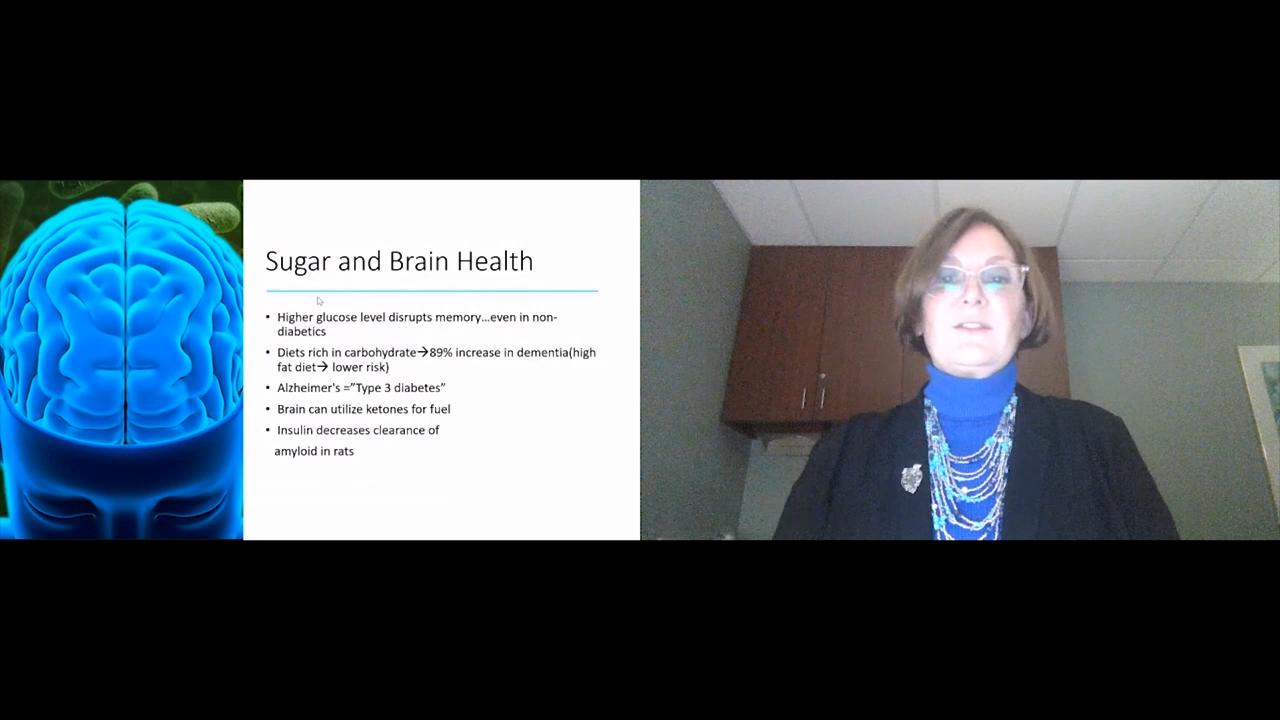 Sugar and Brain Health
• Higher glucose level disrupts memory...even in non-
diabetics
• Diets rich in carbohydrate→89% increase in dementia(high
fat diet→ lower risk)
• Alzheimer's =”Type 3 diabetes”
• Brain can utilize ketones for fuel
• Insulin decreases clearance of
amyloid in rats